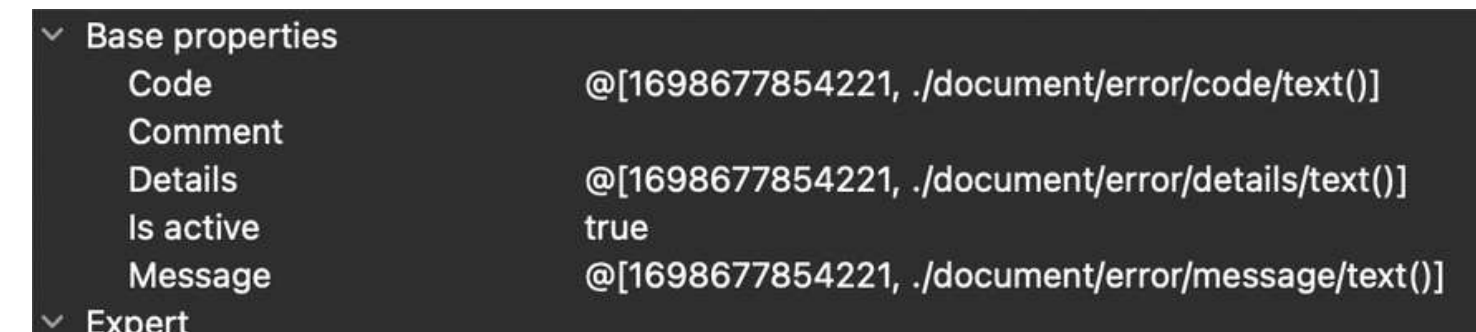 Base properties
Code @[1698677854221, ./document/error/code/text()]
Comment
Details @[1698677854221, ./document/error/details/text()]
Is active true
Message @[1698677854221, ./document/error/message/text()]
Expert